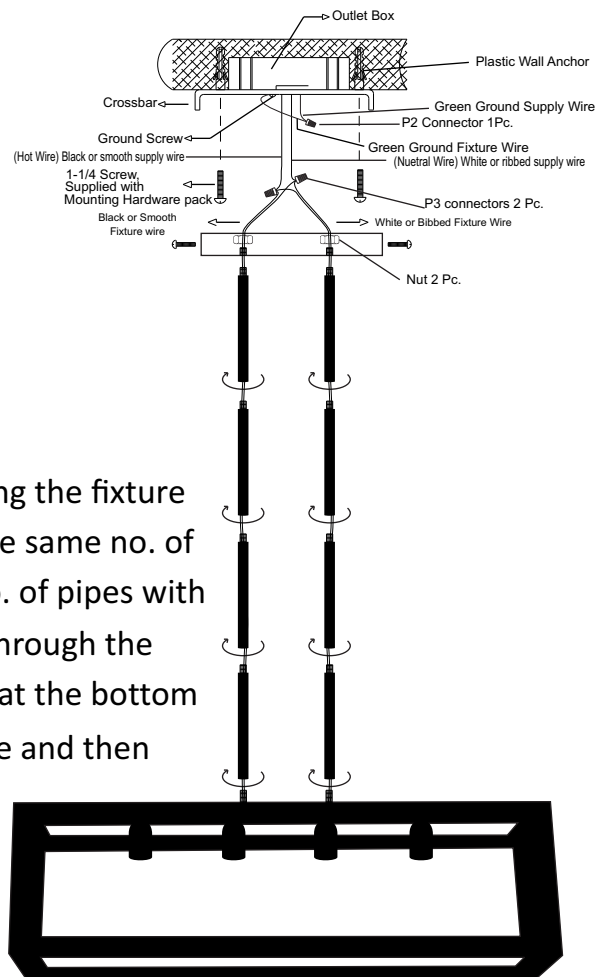 Outlet Box
Plastic Wall Anchor
Crossbar
Green Ground Supply Wire
P2 Connector 1Pc.
Ground Screw
Green Ground Fixture Wire
(Hot Wire) Black or smooth supply wire
(Nuetral Wire) White or ribbed supply wire
1-1/4 Screw,
Supplied with
Mounting Hardware pack
P3 connectors 2 Pc.
Black or Smooth
Fixture wire
White or Bibbed Fixture Wire
Nut 2 Pc.
ng the fixture
e same no. of
. of pipes with
hrough the
at the bottom
e and then